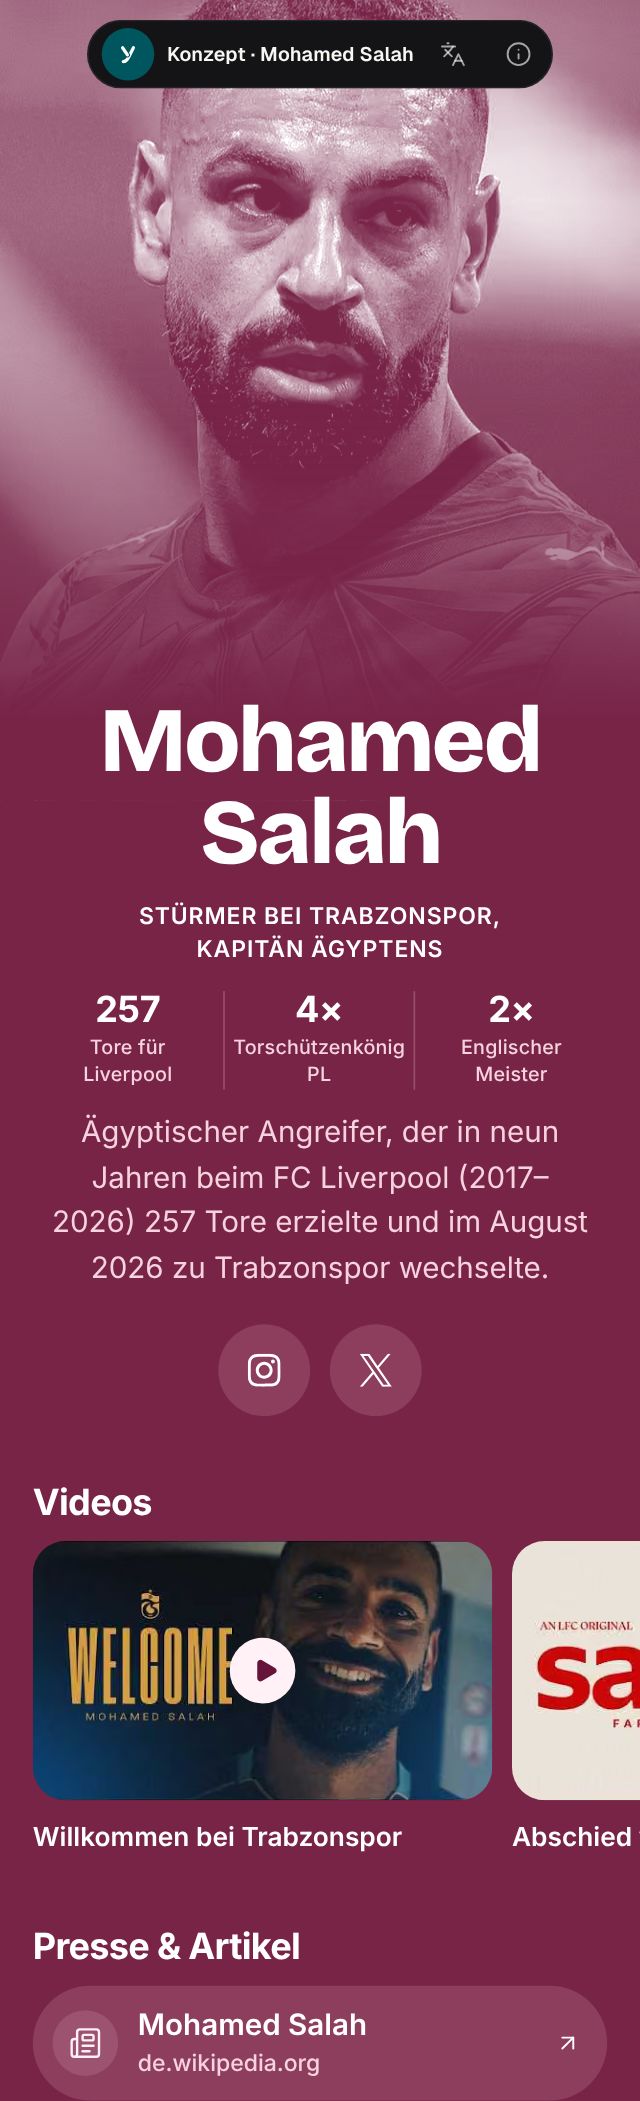 Konzept · Mohamed Salah
Mohamed
Salah
STÜRMER BEI TRABZONSPOR,
KAPITÄN ÄGYPTENS
257
Tore für
Liverpool
4×
Torschützenkönig
PL
2×
Englischer
Meister
Ägyptischer Angreifer, der in neun
Jahren beim FC Liverpool (2017–
2026) 257 Tore erzielte und im August
2026 zu Trabzonspor wechselte.
Videos
WELCOME
MOHAMED SALAH
AN LFC ORIGINAL
sa
FAR
Willkommen bei Trabzonspor
Abschied
Presse & Artikel
Mohamed Salah
de.wikipedia.org